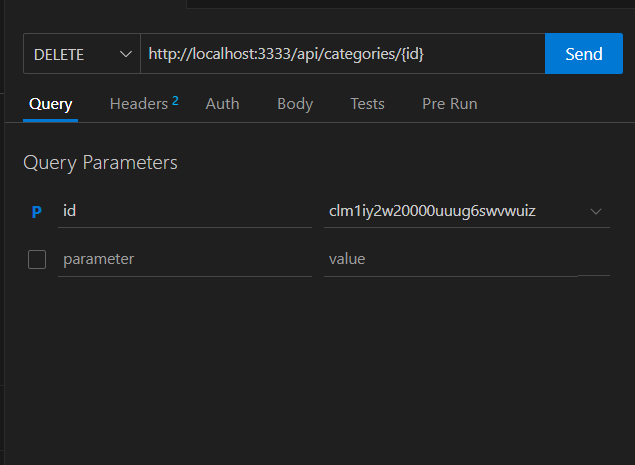 DELETE http://localhost:3333/api/categories/{id} Send
Query Headers 2 Auth Body Tests Pre Run
Query Parameters
P id clm1iy2w20000uuug6swvwuiz
parameter value